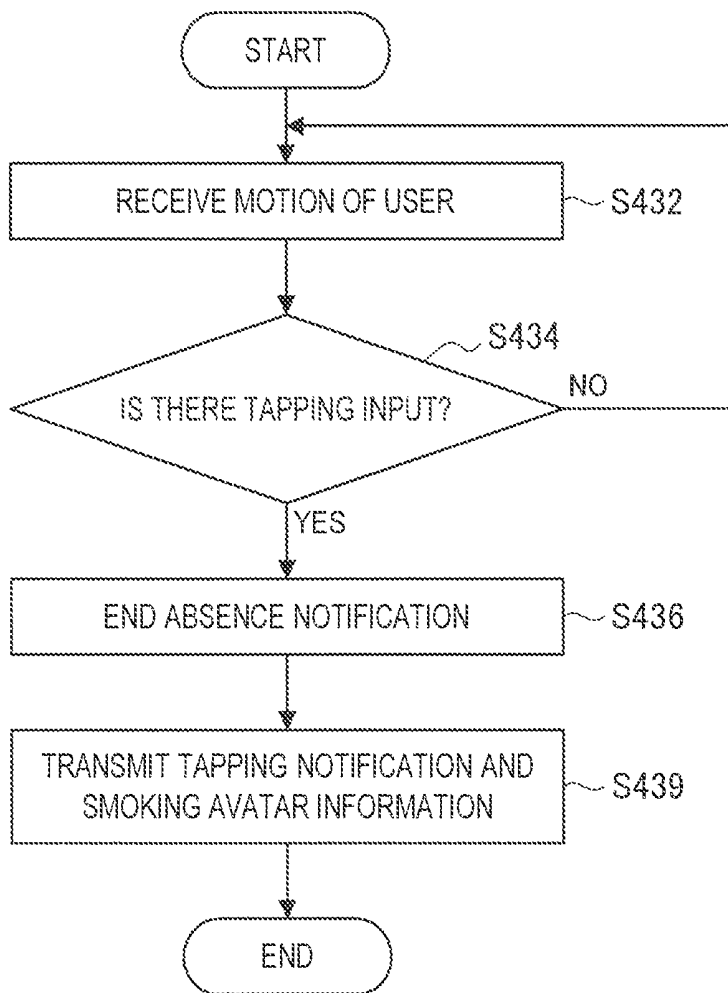 START
RECEIVE MOTION OF USER
S432
S434
IS THERE TAPPING INPUT?
NO
YES
END ABSENCE NOTIFICATION
S436
TRANSMIT TAPPING NOTIFICATION AND
SMOKING AVATAR INFORMATION
S439
END